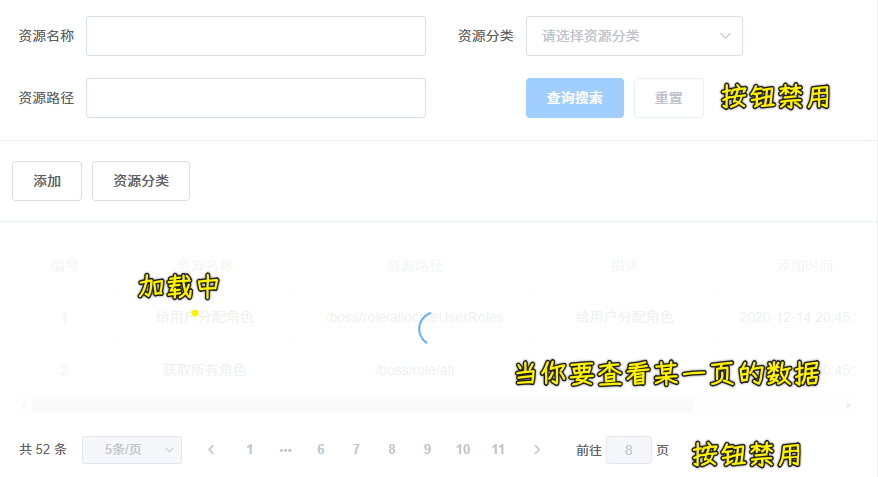 资源名称
资源分类 请选择资源分类
资源路径
查询搜索 重置 按钮禁用
添加 资源分类
编号 资源名称 资源路径 描述 添加时间
加载中
1 给用户分配角色 /boss/role/allocateUserRoles 给用户分配角色 2020-12-14 20:45:
2 获取所有角色 /boss/role/all 20:45:
当你要查看某一页的数据
共 52 条 5条/页 1 ••• 6 7 8 9 10 11 前往 8 页
按钮禁用